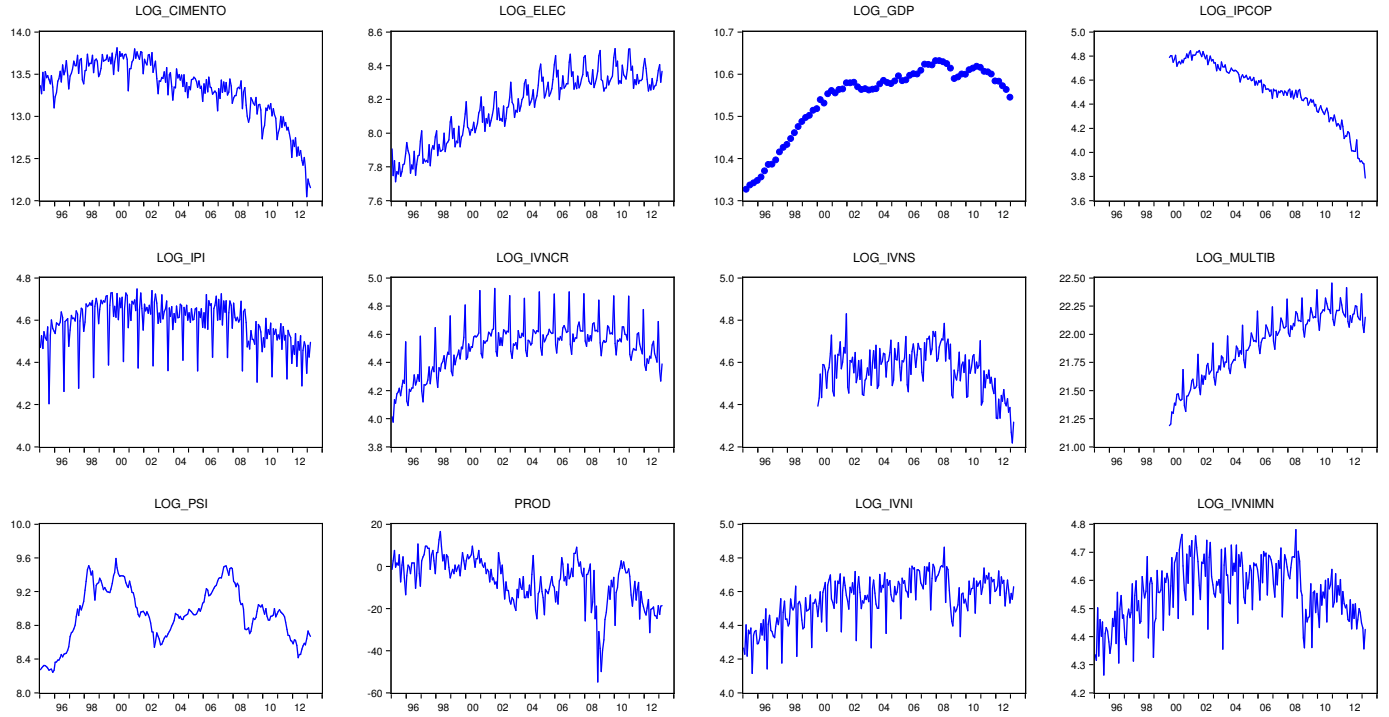 LOG_CIMENTO LOG_ELEC LOG_GDP LOG_IPCOP
14.0 8.6 10.7 5.0
4.8
13.5 8.4 10.6 4.6
13.0 8.2 10.5 4.4
8.0 4.2
12.5 7.8 10.4 4.0
3.8
12.0 7.6 10.3 3.6
96 98 00 02 04 06 08 10 12 96 98 00 02 04 06 08 10 12 96 98 00 02 04 06 08 10 12 96 98 00 02 04 06 08 10 12
LOG_IPI LOG_IVNCR LOG_IVNS LOG_MULTIB
4.8 5.0 5.0 22.50
4.8 22.25
4.6 4.6 4.8 22.00
4.4 4.4 4.6 21.75
4.2 4.2 4.4 21.50
4.0 21.25
4.0 3.8 4.2 21.00
96 98 00 02 04 06 08 10 12 96 98 00 02 04 06 08 10 12 96 98 00 02 04 06 08 10 12 96 98 00 02 04 06 08 10 12
LOG_PSI PROD LOG_IVNI LOG_IVNIMN
10.0 20 5.0 4.8
9.6 0 4.8 4.7
9.2 4.6 4.6
-20 4.5
8.8 4.4 4.4
8.4 -40 4.2 4.3
8.0 -60 4.0 4.2
96 98 00 02 04 06 08 10 12 96 98 00 02 04 06 08 10 12 96 98 00 02 04 06 08 10 12 96 98 00 02 04 06 08 10 12